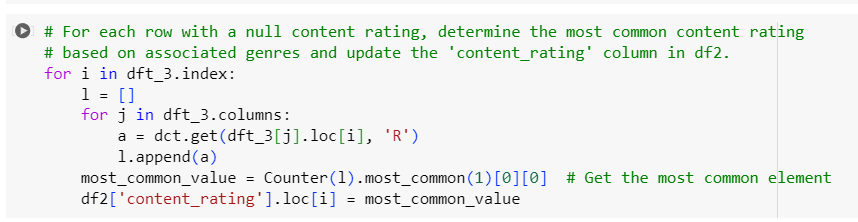 # For each row with a null content rating, determine the most common content rating
# based on associated genres and update the 'content_rating' column in df2.
for i in dft_3.index:
    l = []
    for j in dft_3.columns:
        a = dct.get(dft_3[j].loc[i], 'R')
        l.append(a)
    most_common_value = Counter(l).most_common(1)[0][0]  # Get the most common element
    df2['content_rating'].loc[i] = most_common_value